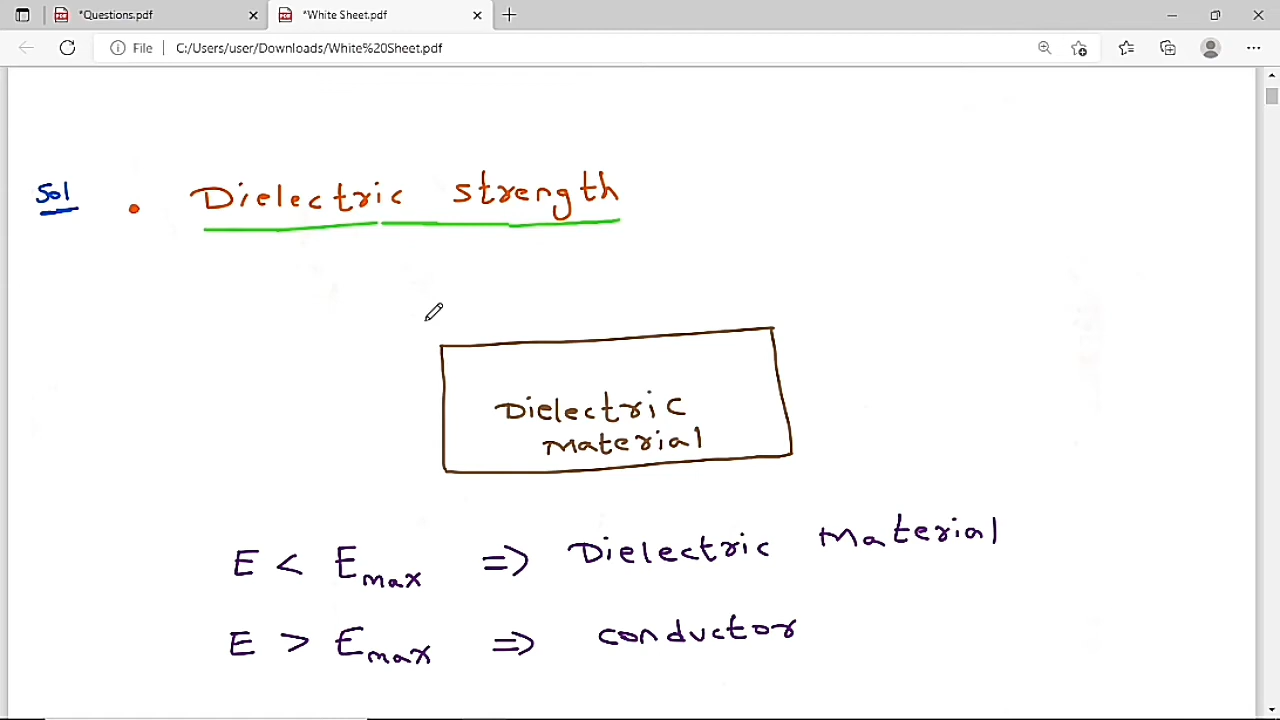 *Questions.pdf
*White Sheet.pdf
File
C:/Users/user/Downloads/White%20Sheet.pdf
Sol
• Dielectric strength
Dielectric
material
E < Emax => Dielectric Material
E > Emax => conductor